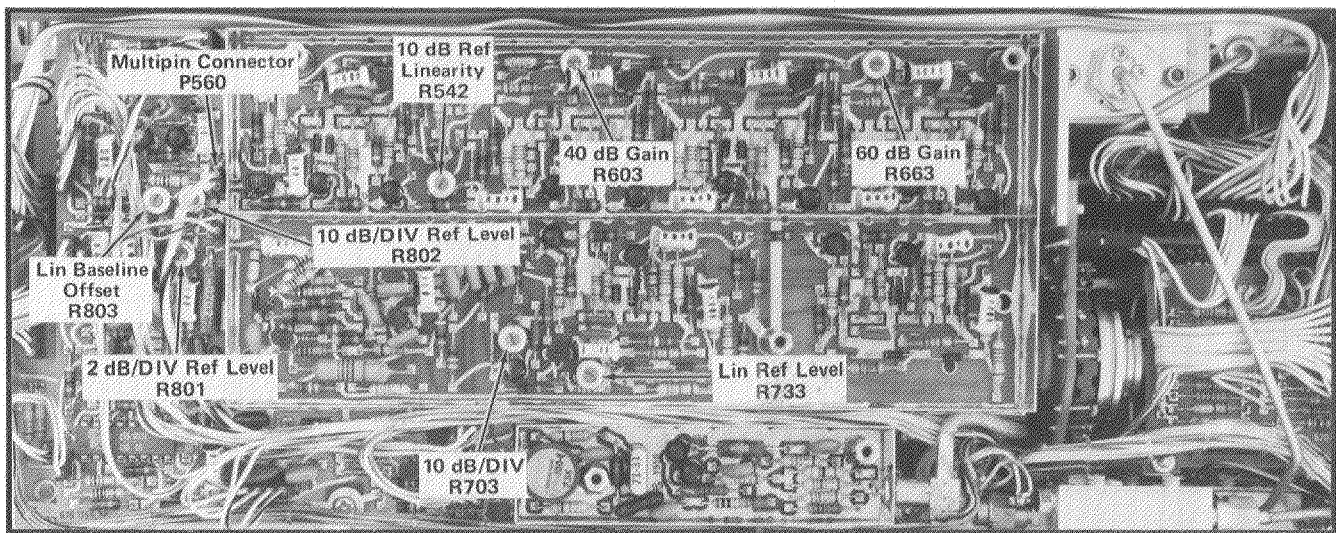 Multipin Connector
P560
10 dB Ref
Linearity
R542
40 dB Gain
R603
60 dB Gain
R663
10 dB/DIV Ref Level
R802
Lin Baseline
Offset
R803
2 dB/DIV Ref Level
R801
Lin Ref Level
R733
10 dB/DIV
R703